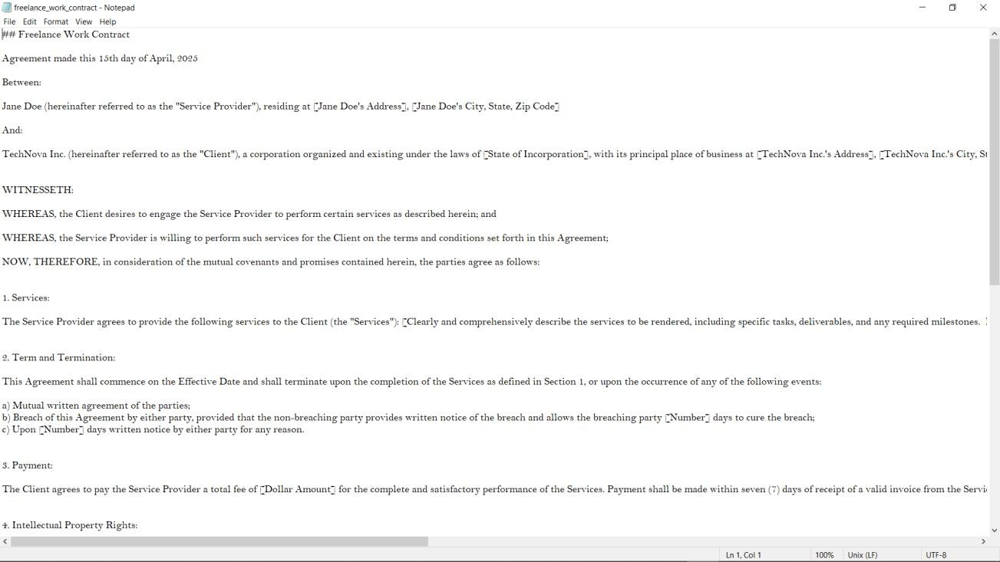 freelance_work_contract - Notepad
File Edit Format View Help
## Freelance Work Contract
Agreement made this 15th day of April, 2025
Between:
Jane Doe (hereinafter referred to as the "Service Provider"), residing at [Jane Doe's Address], [Jane Doe's City, State, Zip Code]
And:
TechNova Inc. (hereinafter referred to as the "Client"), a corporation organized and existing under the laws of [State of Incorporation], with its principal place of business at [TechNova Inc.'s Address], [TechNova Inc.'s City, St
WITNESSETH:
WHEREAS, the Client desires to engage the Service Provider to perform certain services as described herein; and
WHEREAS, the Service Provider is willing to perform such services for the Client on the terms and conditions set forth in this Agreement;
NOW, THEREFORE, in consideration of the mutual covenants and promises contained herein, the parties agree as follows:
1. Services:
The Service Provider agrees to provide the following services to the Client (the "Services"): [Clearly and comprehensively describe the services to be rendered, including specific tasks, deliverables, and any required milestones.
2. Term and Termination:
This Agreement shall commence on the Effective Date and shall terminate upon the completion of the Services as defined in Section 1, or upon the occurrence of any of the following events:
a) Mutual written agreement of the parties;
b) Breach of this Agreement by either party, provided that the non-breaching party provides written notice of the breach and allows the breaching party [Number] days to cure the breach;
c) Upon [Number] days written notice by either party for any reason.
3. Payment:
The Client agrees to pay the Service Provider a total fee of [Dollar Amount] for the complete and satisfactory performance of the Services. Payment shall be made within seven (7) days of receipt of a valid invoice from the Servi
4. Intellectual Property Rights:
Ln 1, Col 1 100% Unix (LF) UTF-8